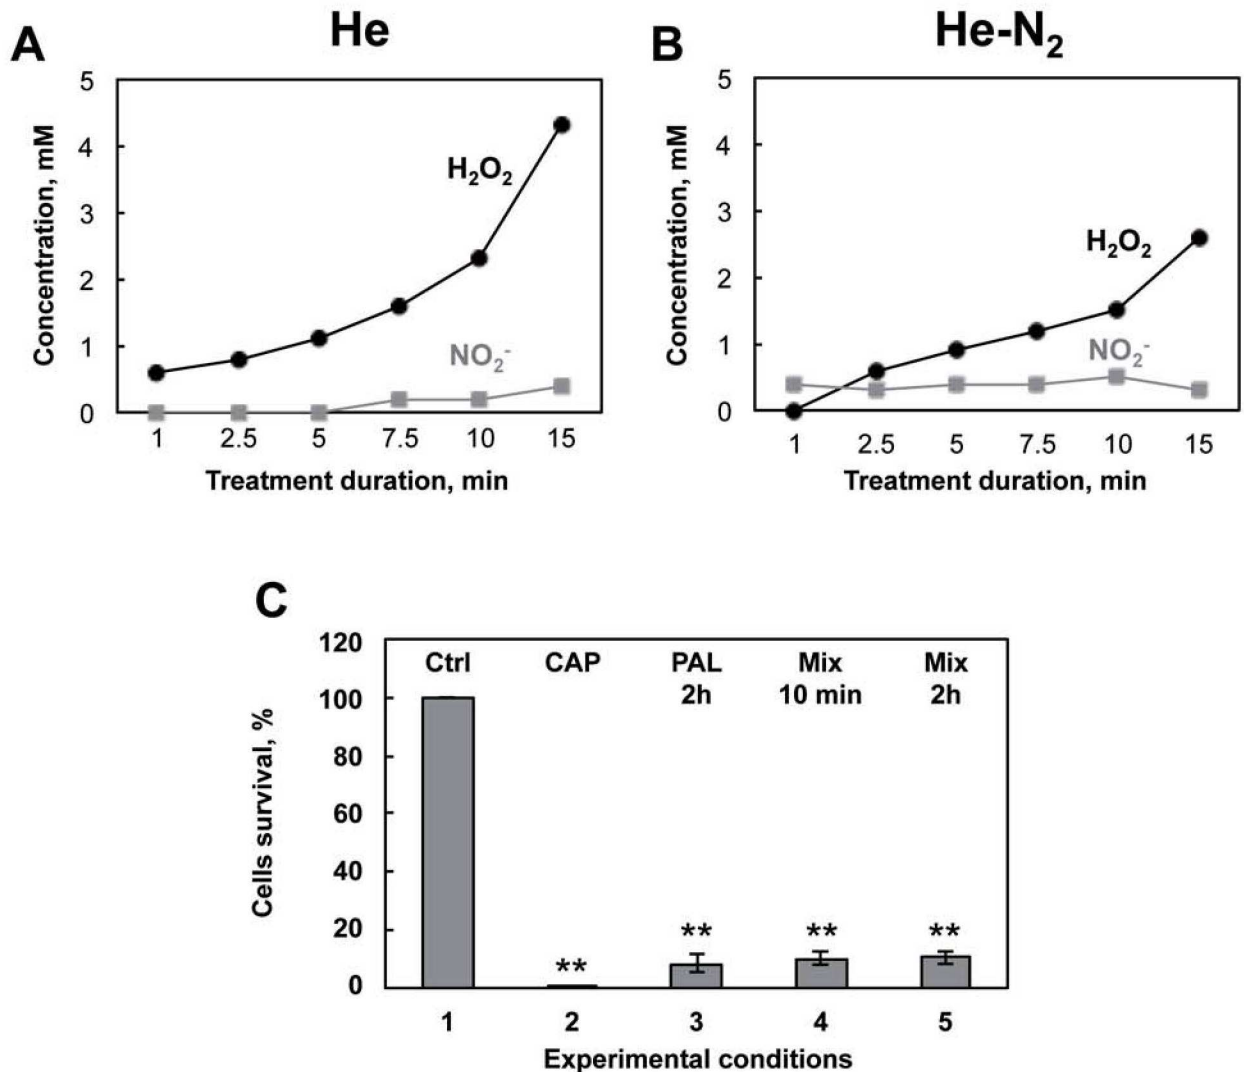 A
He
5
4
3
2
1
0
Concentration, mM
H₂O₂
NO₂⁻
1 2.5 5 7.5 10 15
Treatment duration, min
B
He-N₂
5
4
3
2
1
0
Concentration, mM
H₂O₂
NO₂⁻
1 2.5 5 7.5 10 15
Treatment duration, min
C
120
100
80
60
40
20
0
Cells survival, %
Ctrl CAP PAL Mix Mix
2h 10 min 2h
** ** ** **
1 2 3 4 5
Experimental conditions